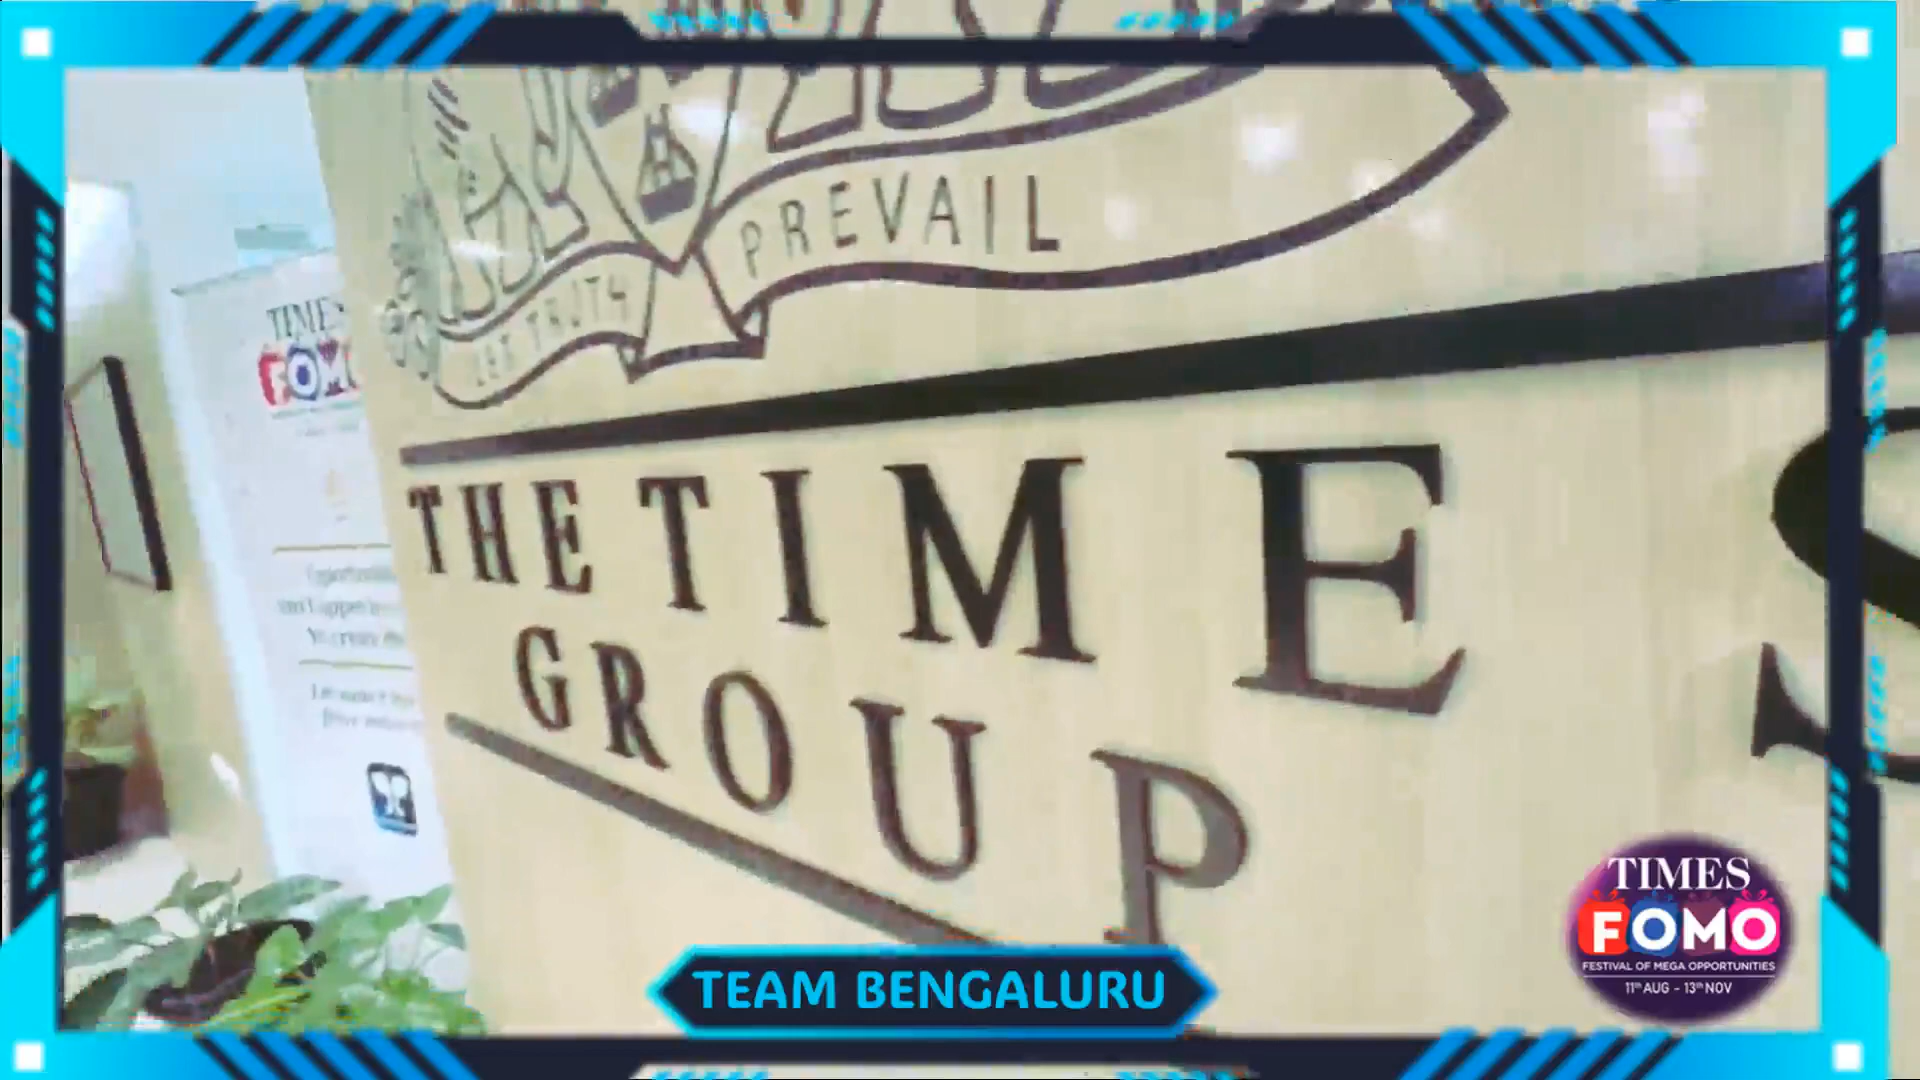 LET TRUTH PREVAIL
THE TIMES
GROUP
TIMES
FOMO
TEAM BENGALURU
TIMES
FOMO
FESTIVAL OF MEGA OPPORTUNITIES
11th AUG - 13th NOV